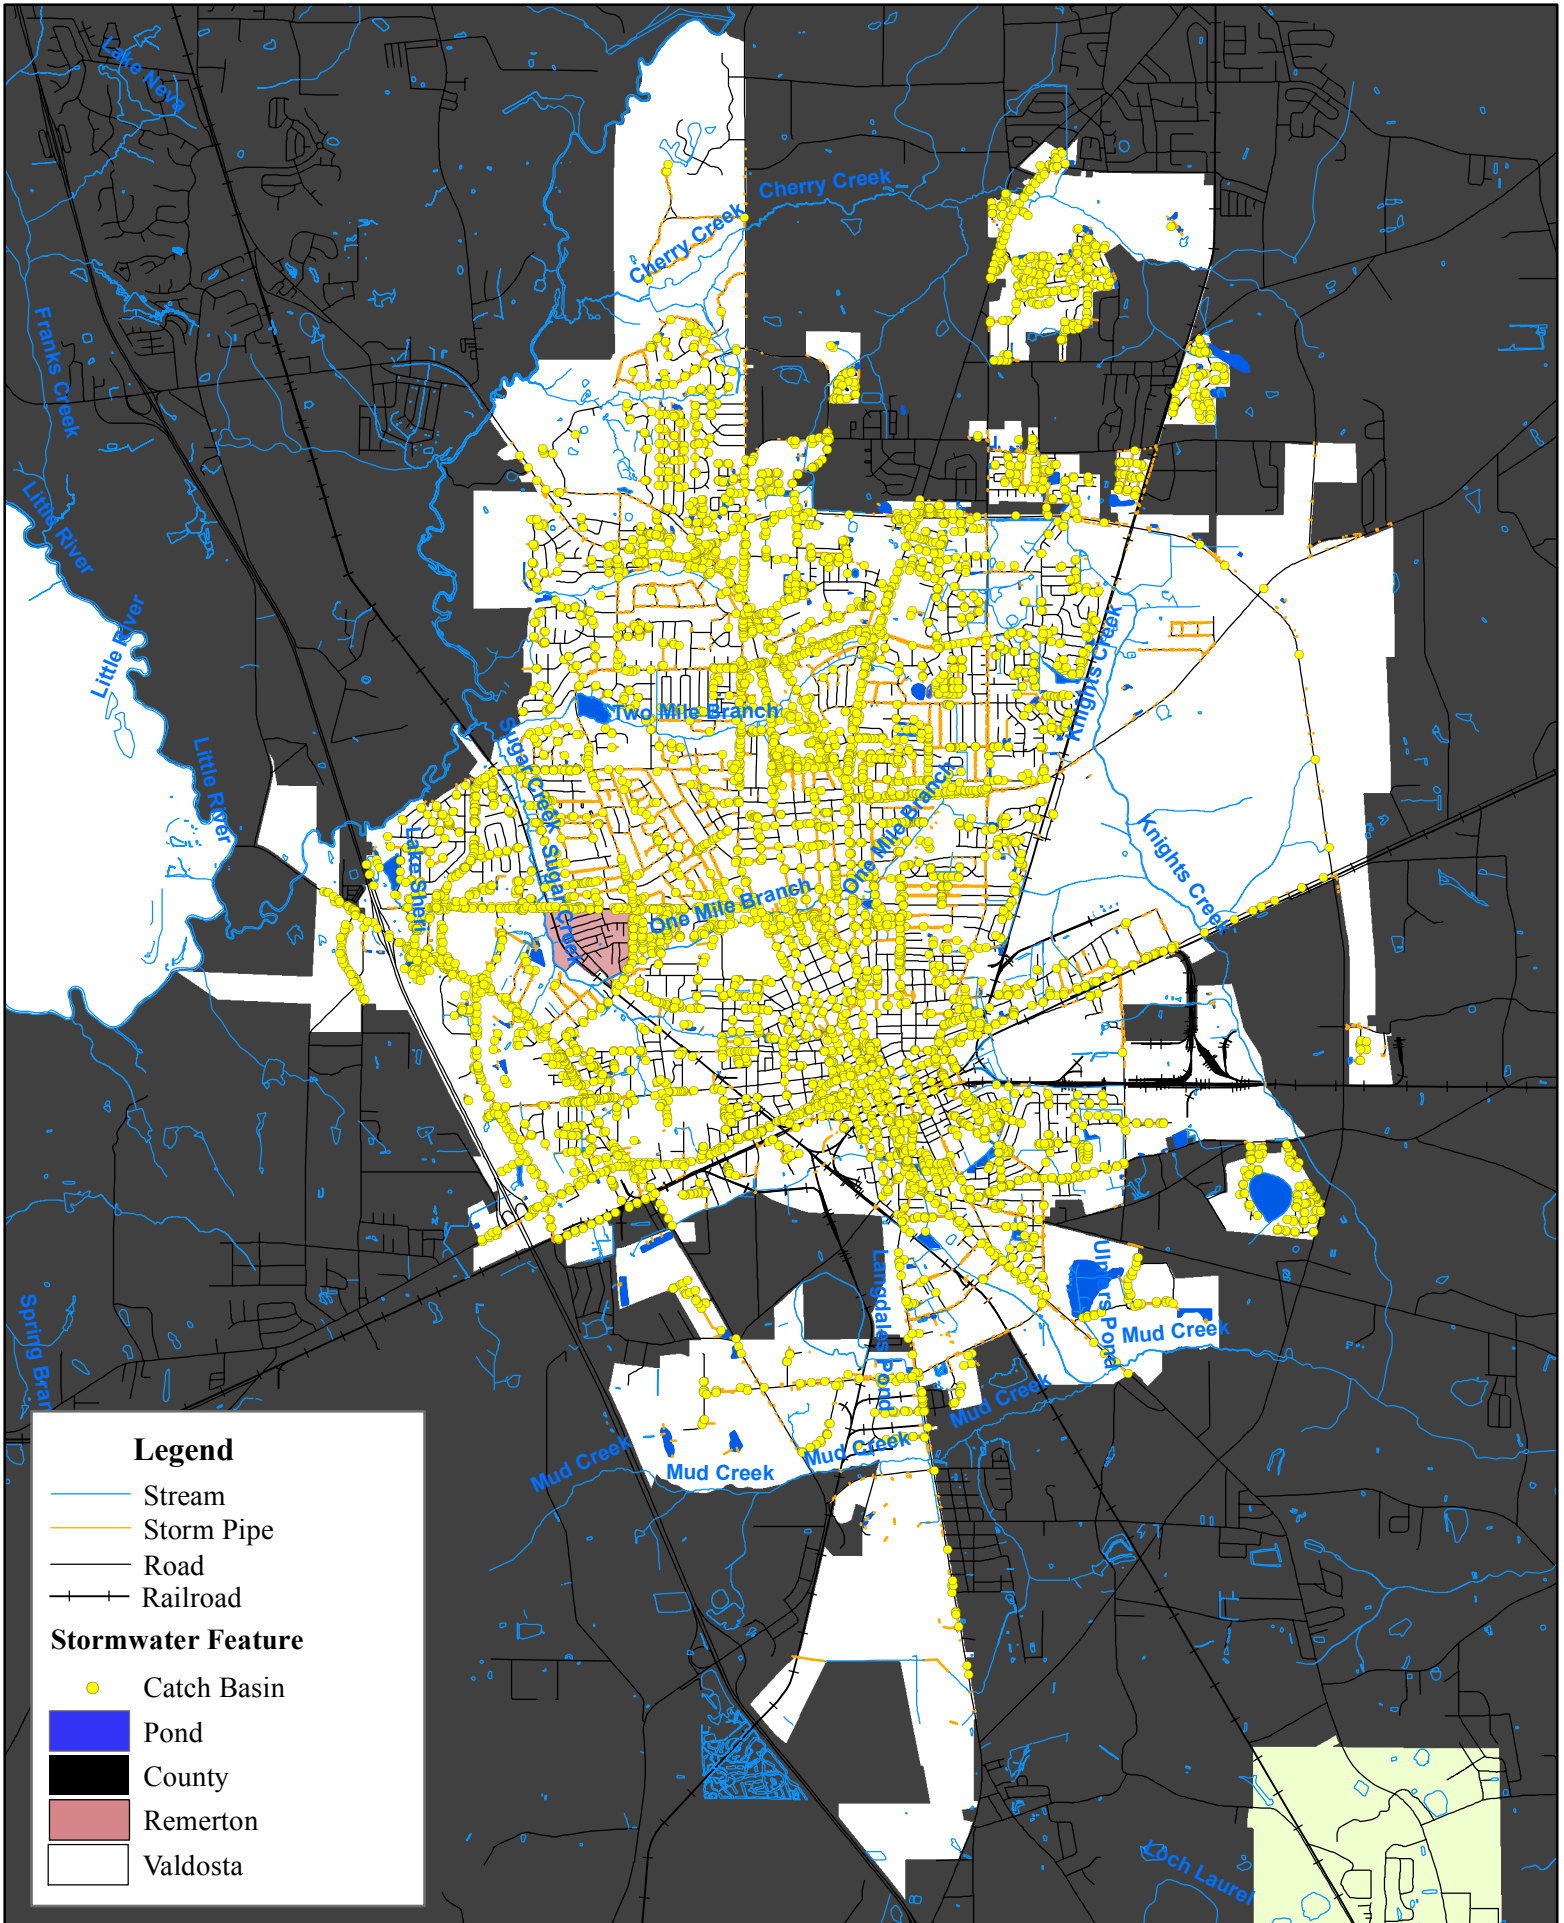 Lake Neva
Cherry Creek
Cherry Creek
Franks Creek
Little River
Little River
Little River
Knights Creek
Two Mile Branch
Sugar Creek
One Mile Branch
Knights Creek
Lake Sheri
Sugar Creek
One Mile Branch
Langdales Pond
Ulmers Pond
Mud Creek
Spring Bran
Mud Creek
Mud Creek
Mud Creek
Mud Creek
Loch Laurel
Legend
Stream
Storm Pipe
Road
Railroad
Stormwater Feature
Catch Basin
Pond
County
Remerton
Valdosta